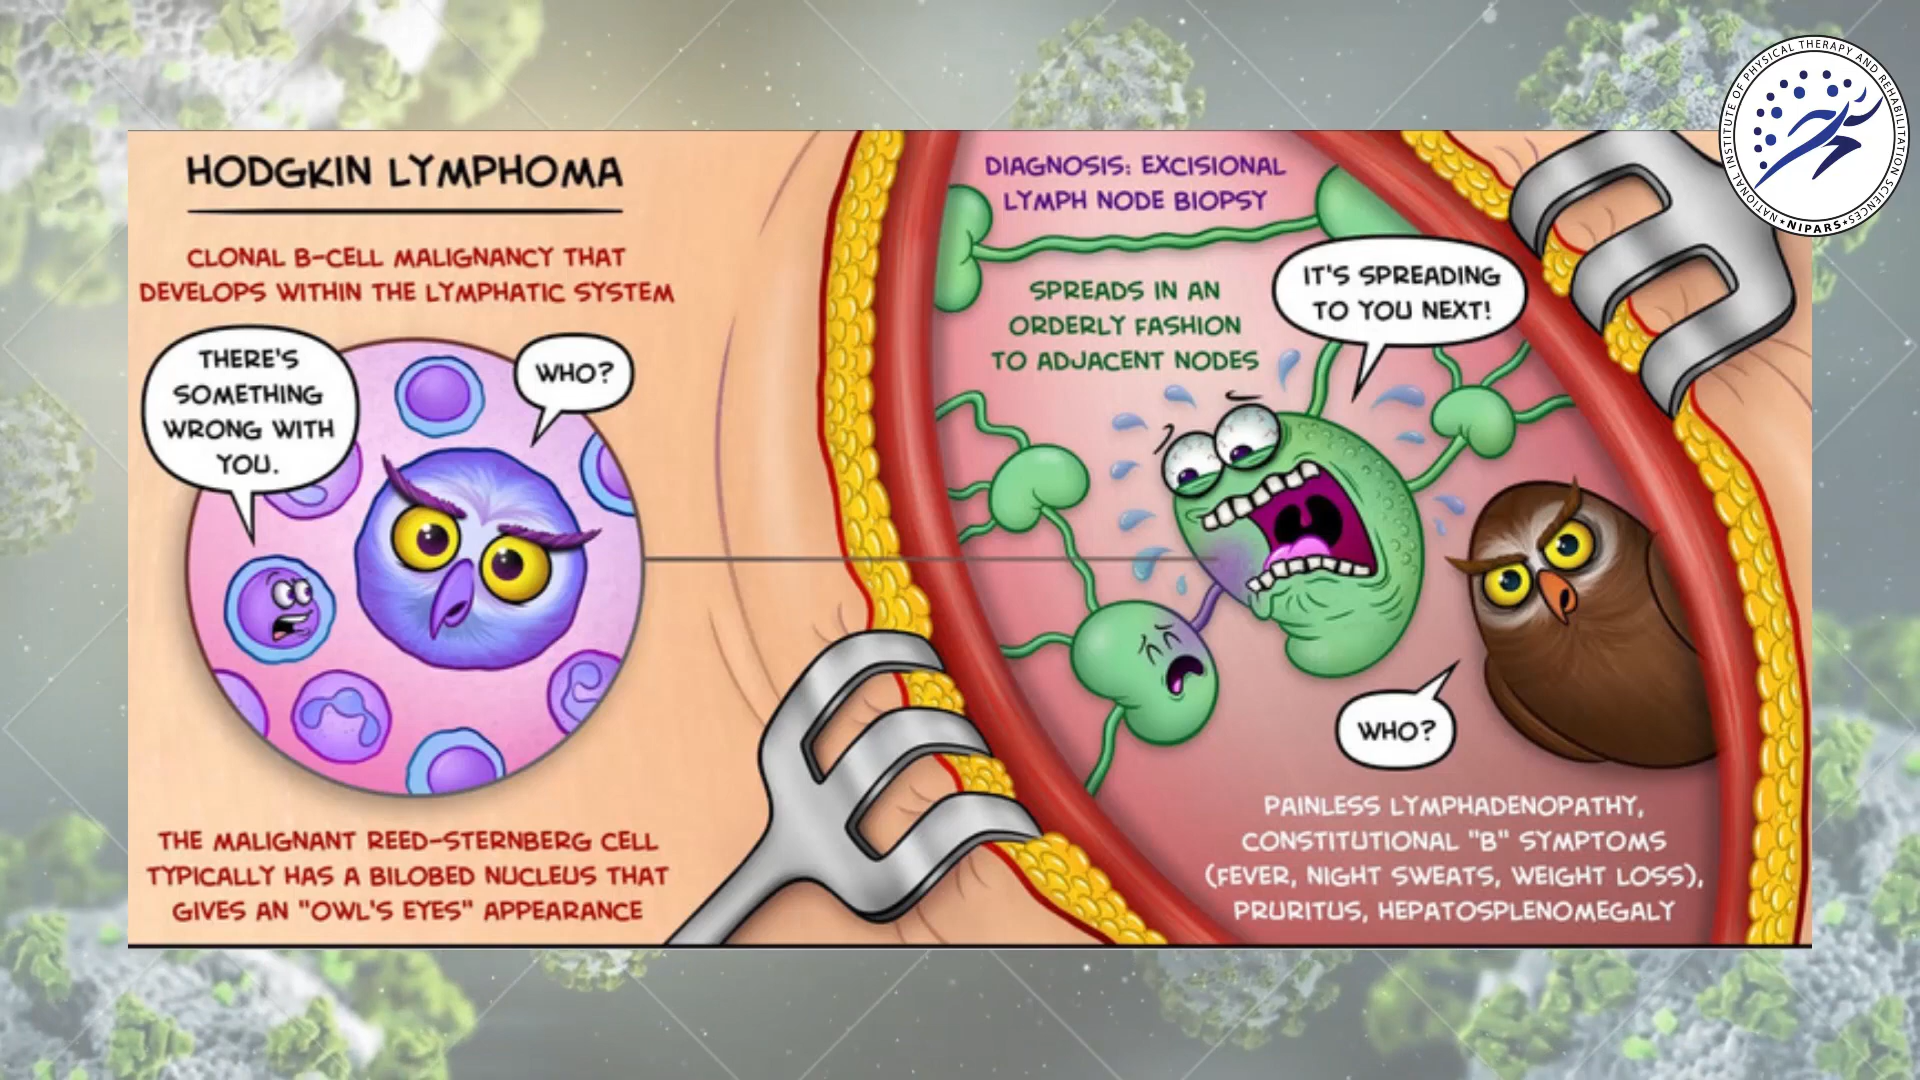 HODGKIN LYMPHOMA
CLONAL B-CELL MALIGNANCY THAT
DEVELOPS WITHIN THE LYMPHATIC SYSTEM
THERE'S
SOMETHING
WRONG WITH
YOU.
WHO?
THE MALIGNANT REED-STERNBERG CELL
TYPICALLY HAS A BILOBED NUCLEUS THAT
GIVES AN "OWL'S EYES" APPEARANCE
DIAGNOSIS: EXCISIONAL
LYMPH NODE BIOPSY
SPREADS IN AN
ORDERLY FASHION
TO ADJACENT NODES
IT'S SPREADING
TO YOU NEXT!
WHO?
PAINLESS LYMPHADENOPATHY,
CONSTITUTIONAL "B" SYMPTOMS
(FEVER, NIGHT SWEATS, WEIGHT LOSS),
PRURITUS, HEPATOSPLENOMEGALY
NATIONAL INSTITUTE OF PHYSICAL THERAPY AND REHABILITATION SCIENCES
NIPARS